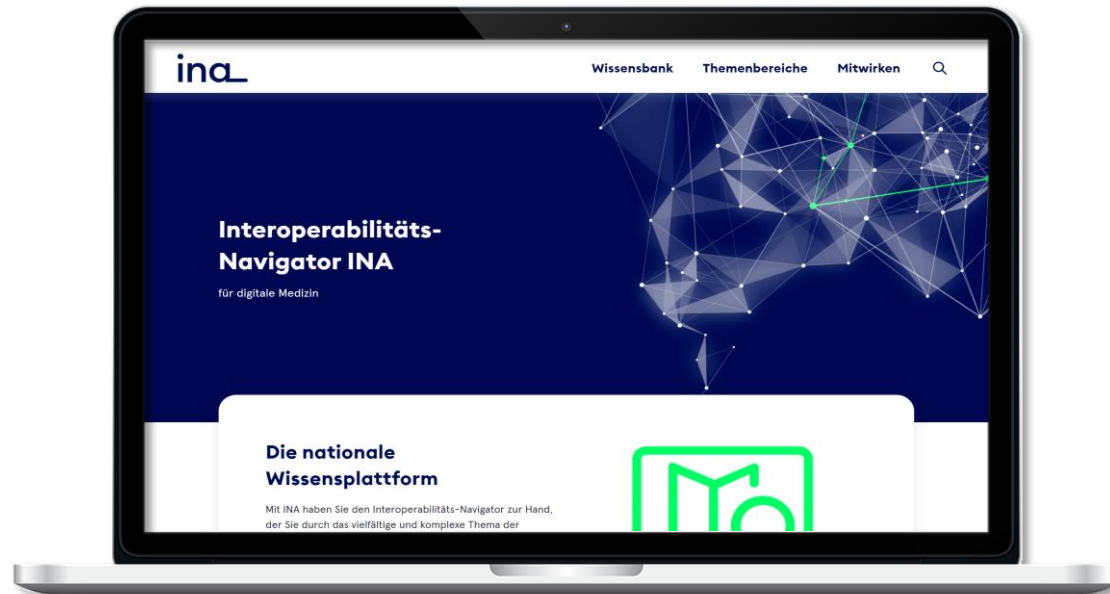 ina
Wissensbank Themenbereiche Mitwirken
Interoperabilitäts-
Navigator INA
für digitale Medizin
Die nationale
Wissensplattform
Mit INA haben Sie den Interoperabilitäts-Navigator zur Hand,
der Sie durch das vielfältige und komplexe Thema der